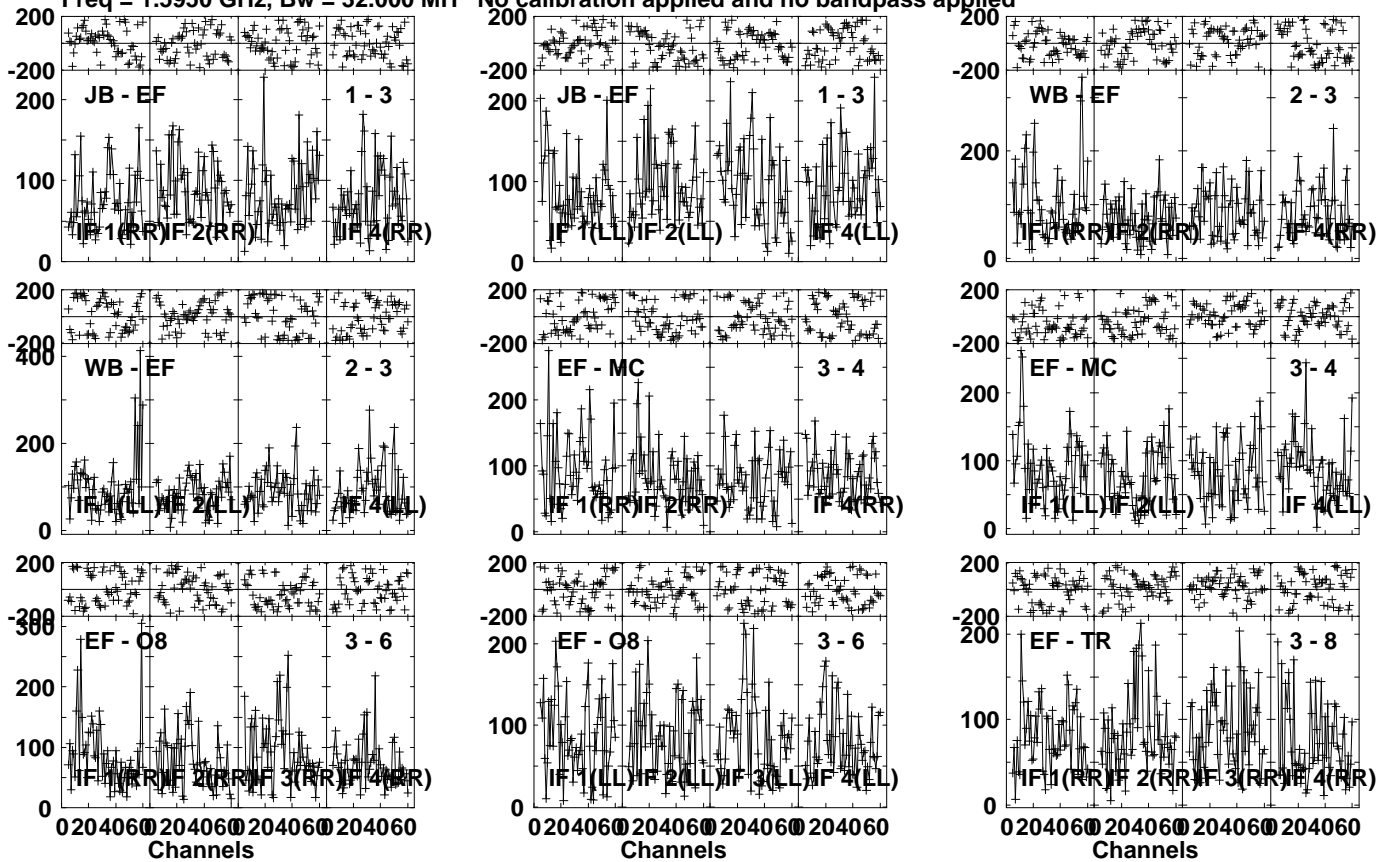 Freq = 1.5950 GHz, Bw = 32.000 MH No calibration applied and no bandpass applied
200 200 200
-200 -200 -200
200 JB - EF 1 - 3 200 JB - EF 1 - 3 WB - EF 2 - 3
100 100 200
IF 1(RR) IF 2(RR) IF 4(RR) IF 1(LL) IF 2(LL) IF 4(LL) IF 1(RR) IF 2(RR) IF 4(RR)
0 0 0
200 200 200
-200 -200 -200
400 WB - EF 2 - 3 EF - MC 3 - 4 EF - MC 3 - 4
200 200 200
100 100
IF 1(LL) IF 2(LL) IF 4(LL) IF 1(RR) IF 2(RR) IF 4(RR) IF 1(LL) IF 2(LL) IF 4(LL)
0 0 0
200 200 200
-200 -200 -200
300 EF - O8 3 - 6 200 EF - O8 3 - 6 200 EF - TR 3 - 8
200
100 100 100
IF 1(RR) IF 2(RR) IF 3(RR) IF 4(RR) IF 1(LL) IF 2(LL) IF 3(LL) IF 4(LL) IF 1(RR) IF 2(RR) IF 3(RR) IF 4(RR)
0 0 0
0 20 40 60 0 20 40 60 0 20 40 60 0 20 40 60 0 20 40 60 0 20 40 60 0 20 40 60 0 20 40 60 0 20 40 60 0 20 40 60 0 20 40 60 0 20 40 60
Channels Channels Channels